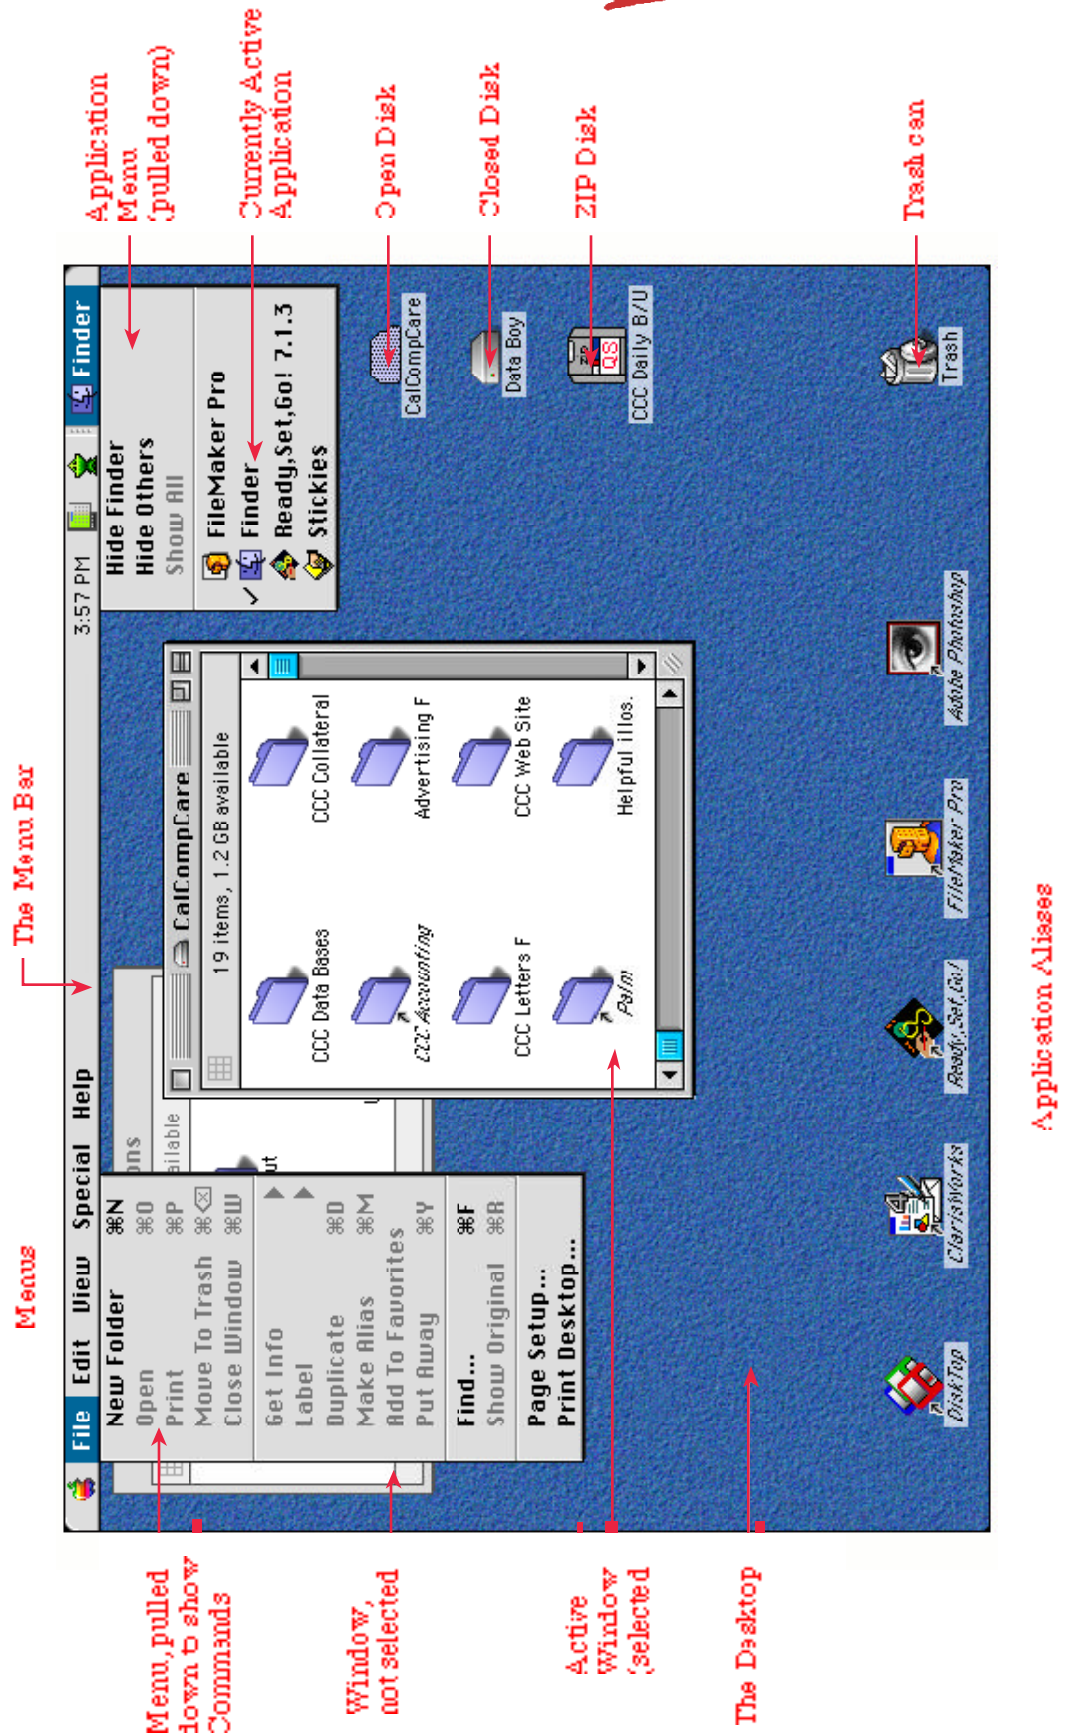 The Menu Bar
Menus
Application
Menu
(pulled down)
Currently Active
Application
Open Disk
Closed Disk
ZIP Disk
Trash can
Menu, pulled
down to show
Commands
Window,
not selected
Active
Window
(selected
The Desktop
Application Aliases
File Edit View Special Help 3:57 PM Finder
New Folder ⌘N
Open ⌘O
Print ⌘P
Move To Trash ⌘⌫
Close Window ⌘W
Get Info ▶
Label ▶
Duplicate ⌘D
Make Alias ⌘M
Add To Favorites
Put Away ⌘Y
Find... ⌘F
Show Original ⌘R
Page Setup...
Print Desktop...
ons
ailable
ut
CalCompCare
19 items, 1.2 GB available
CCC Data Bases CCC Collateral
CCC Accounting Advertising F
CCC Letters F CCC Web Site
Palm Helpful illos.
Hide Finder
Hide Others
Show All
FileMaker Pro
✓ Finder
Ready,Set,Go! 7.1.3
Stickies
CalCompCare
Data Boy
ZIP
QS
CCC Daily B/U
Trash
DiskTop ClarisWorks Ready,Set,Go! FileMaker Pro Adobe Photoshop